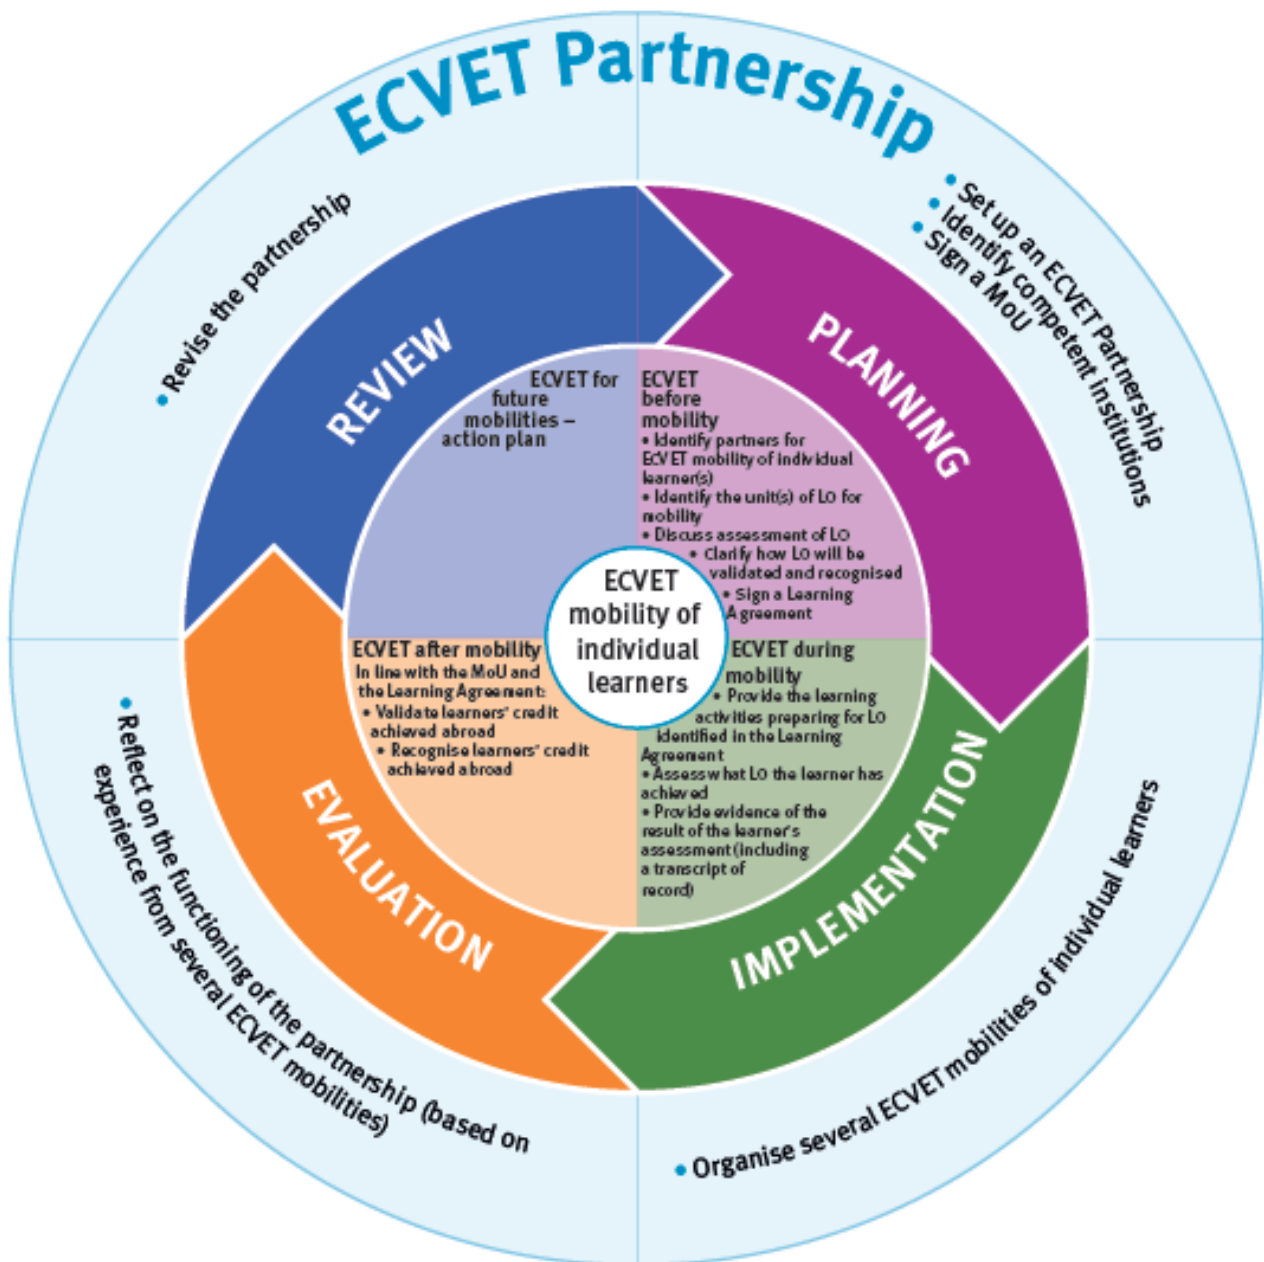 ECVET Partnership
• Set up an ECVET Partnership
• Identify competent institutions
• Sign a MoU
• Revise the partnership
REVIEW
PLANNING
ECVET for
future
mobilities –
action plan
ECVET
before
mobility
• Identify partners for
ECVET mobility of individual
learner(s)
• Identify the unit(s) of LO for
mobility
• Discuss assessment of LO
• Clarify how LO will be
validated and recognised
• Sign a Learning
Agreement
ECVET
mobility of
individual
learners
ECVET after mobility
In line with the MoU and
the Learning Agreement:
• Validate learners' credit
achieved abroad
• Recognise learners' credit
achieved abroad
ECVET during
mobility
• Provide the learning
activities preparing for LO
identified in the Learning
Agreement
• Assess what LO the learner has
achieved
• Provide evidence of the
result of the learner's
assessment (including
a transcript of
record)
EVALUATION
IMPLEMENTATION
• Reflect on the functioning of the partnership (based on
experience from several ECVET mobilities)
• Organise several ECVET mobilities of individual learners